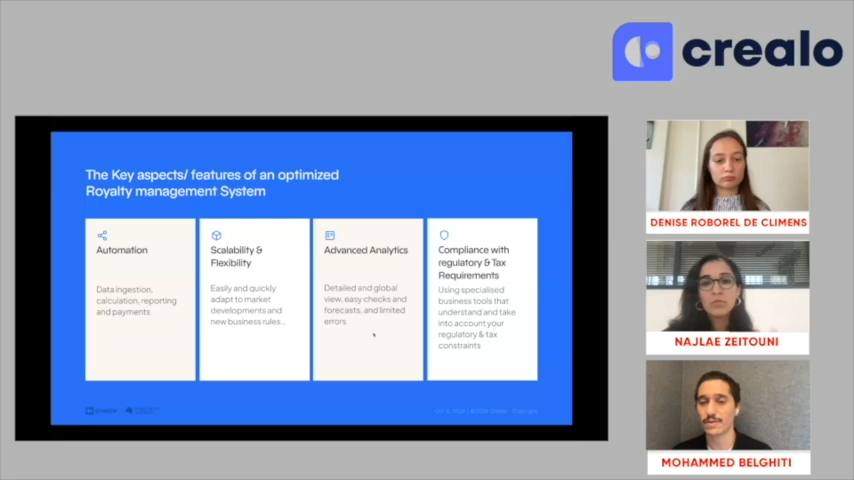 crealo
The Key aspects/ features of an optimized
Royalty management System
Automation
Data ingestion,
calculation, reporting
and payments
Scalability &
Flexibility
Easily and quickly
adapt to market
developments and
new business rules...
Advanced Analytics
Detailed and global
view, easy checks and
forecasts, and limited
errors
Compliance with
regulatory & Tax
Requirements
Using specialised
business tools that
understand and take
into account your
regulatory & tax
constraints
crealo
DENISE ROBOREL DE CLIMENS
NAJLAE ZEITOUNI
MOHAMMED BELGHITI